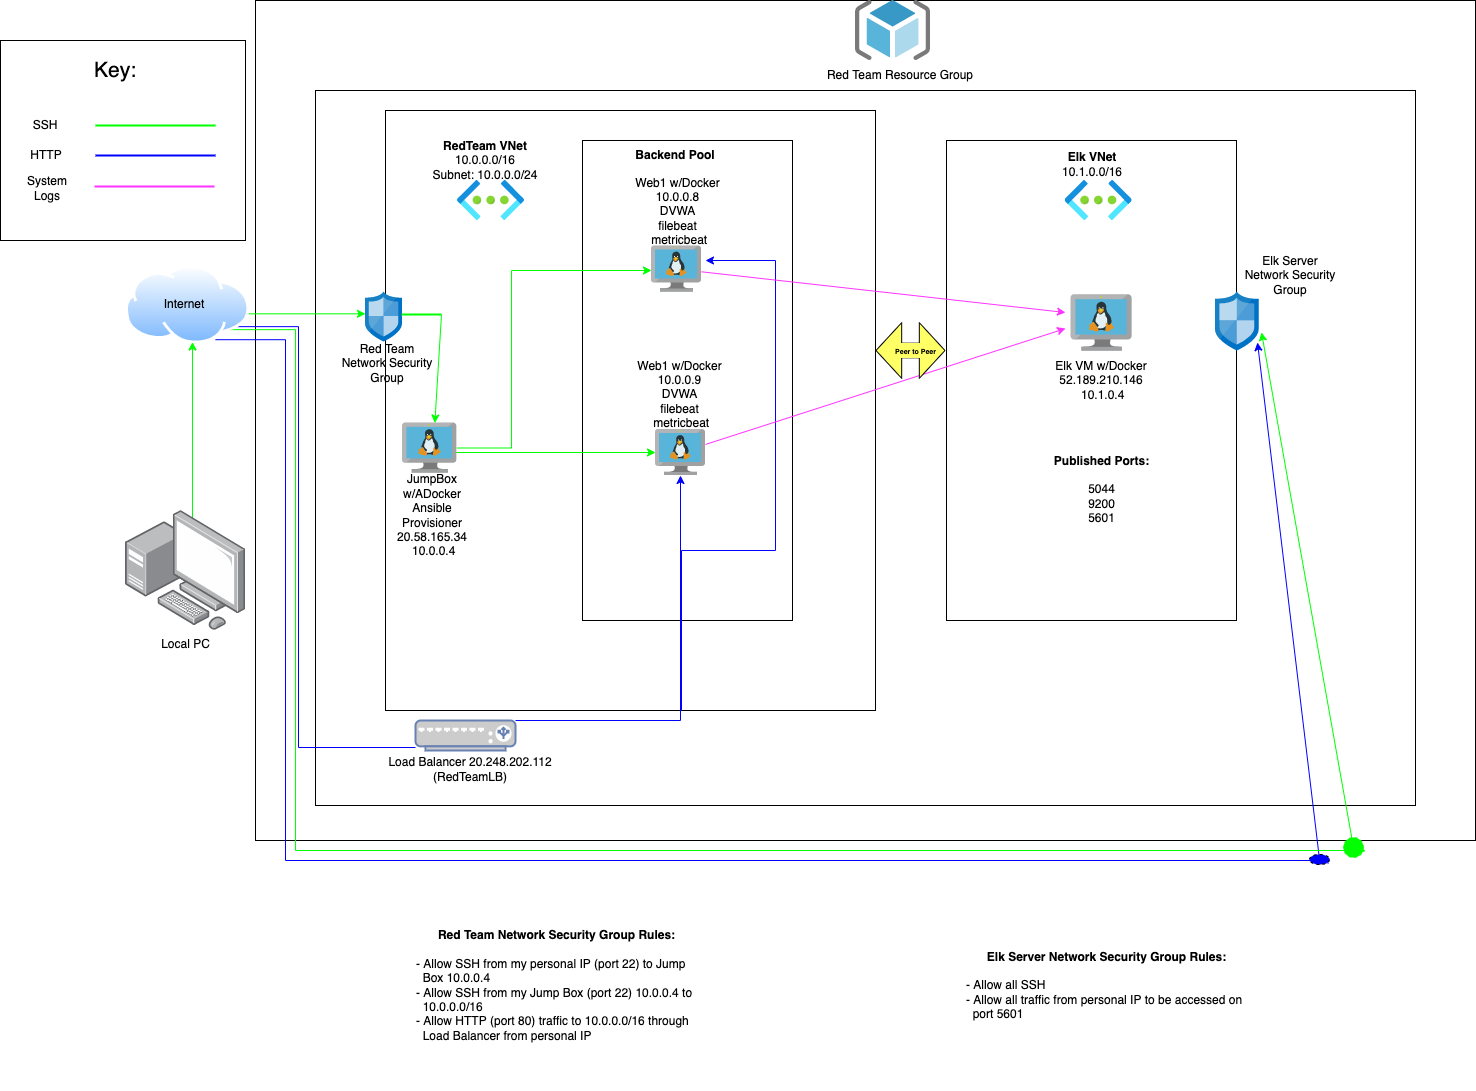 Red Team Resource Group
Key:
SSH
HTTP
System
Logs
RedTeam VNet
10.0.0.0/16
Subnet: 10.0.0.0/24
Backend Pool
Web1 w/Docker
10.0.0.8
DVWA
filebeat
metricbeat
Elk VNet
10.1.0.0/16
Internet
Red Team
Network Security
Group
Elk Server
Network Security
Group
Peer to Peer
Web1 w/Docker
10.0.0.9
DVWA
filebeat
metricbeat
Elk VM w/Docker
52.189.210.146
10.1.0.4
JumpBox
w/ADocker
Ansible
Provisioner
20.58.165.34
10.0.0.4
Published Ports:
5044
9200
5601
Local PC
Load Balancer 20.248.202.112
(RedTeamLB)
Red Team Network Security Group Rules:
- Allow SSH from my personal IP (port 22) to Jump
Box 10.0.0.4
- Allow SSH from my Jump Box (port 22) 10.0.0.4 to
10.0.0.0/16
- Allow HTTP (port 80) traffic to 10.0.0.0/16 through
Load Balancer from personal IP
Elk Server Network Security Group Rules:
- Allow all SSH
- Allow all traffic from personal IP to be accessed on
port 5601